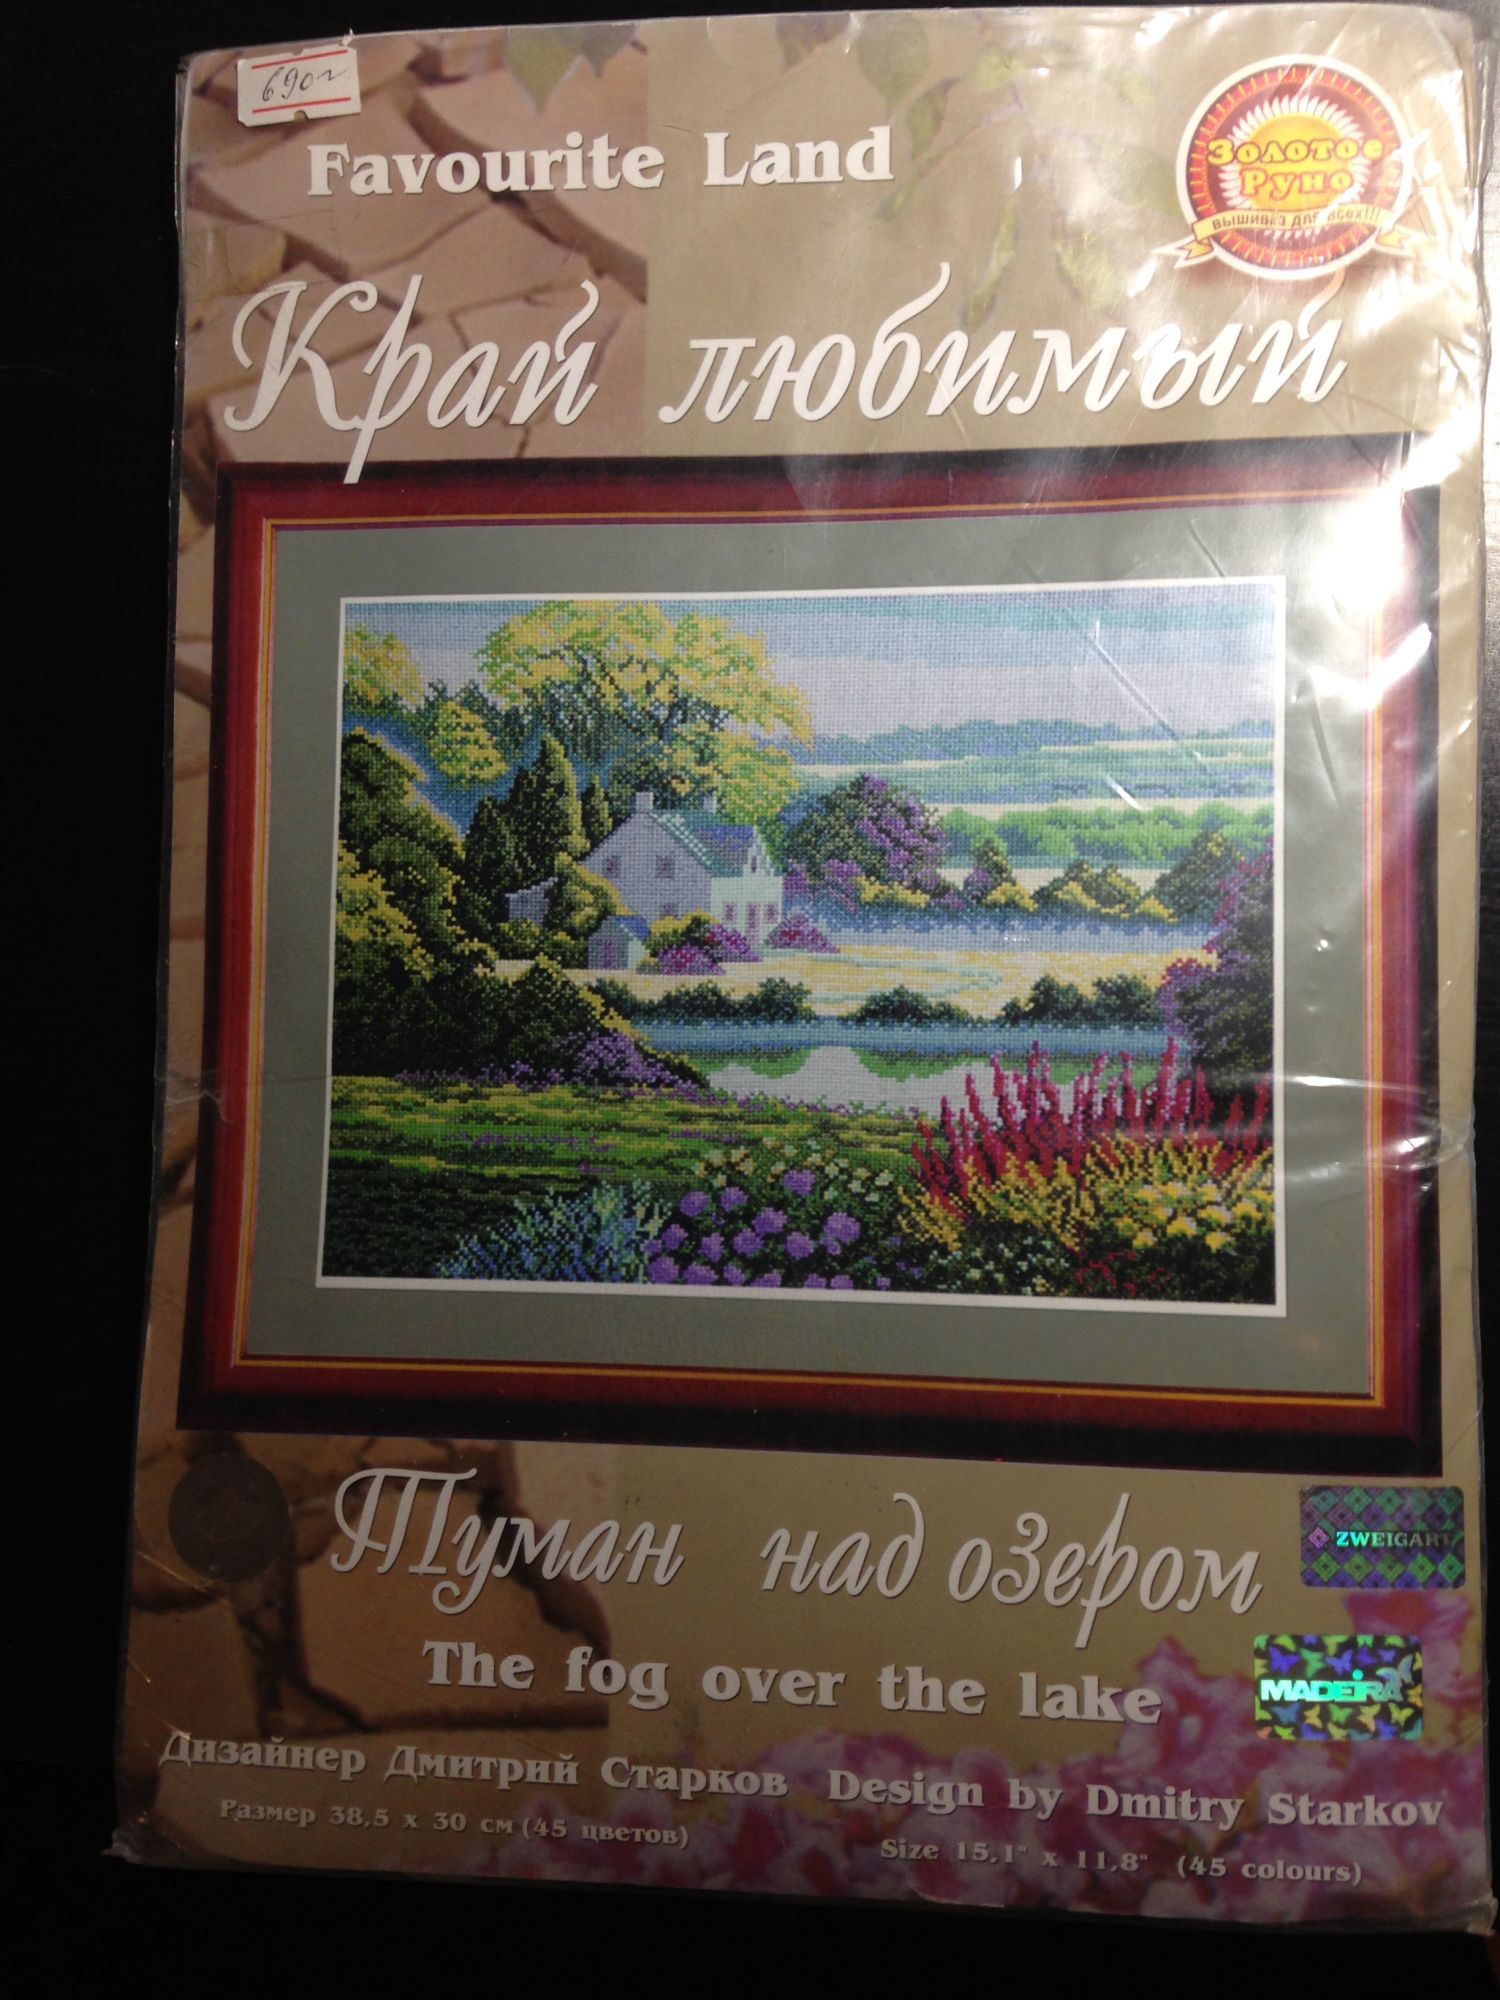 690
Favourite Land
Золотое
Руно
вышивка для всех!!!
Край любимый
Туман над озером
ZWEIGART
The fog over the lake
MADEIRA
Дизайнер Дмитрий Старков Design by Dmitry Starkov
Размер 38,5 x 30 см (45 цветов)
Size 15,1" x 11,8" (45 colours)